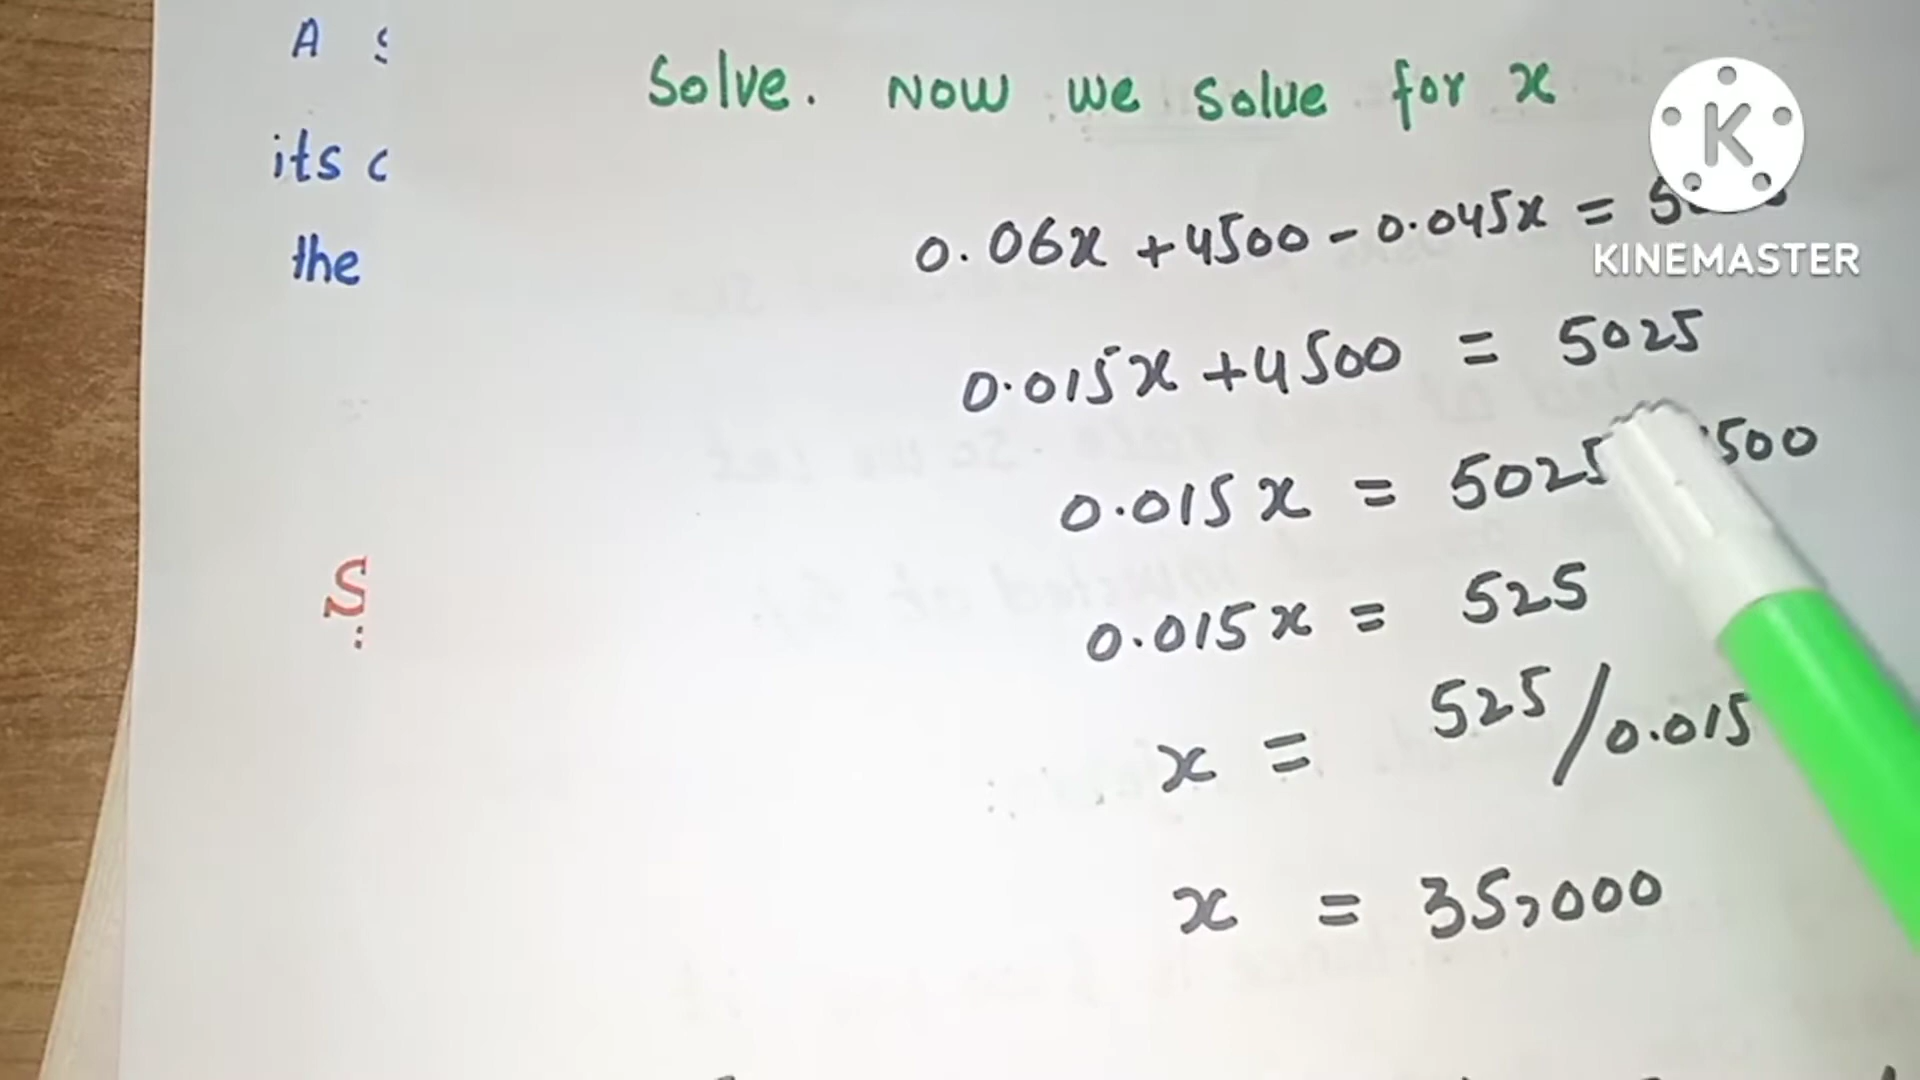 A
its
the
Solve. Now we solve for x
0.06x + 4500 - 0.045x =
0.015x + 4500 = 5025
0.015x = 5025 500
0.015x = 525
x = 525/0.015
x = 35,000
S
:
K
KINEMASTER